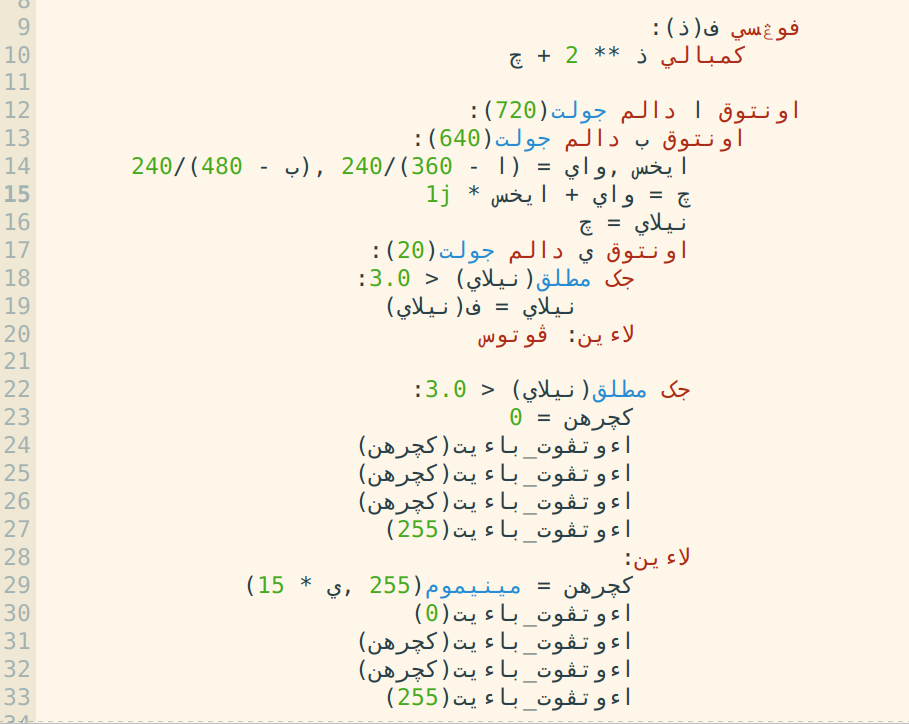 9 فوڠسي ف(ذ):
10 کمبالي ذ ** 2 + چ
11
12 اونتوق ا دالم جولت(720):
13 اونتوق ب دالم جولت(640):
14 ايخس ,واي = (ا - 360)/240 ,(ب - 480)/240
15 چ = واي + ايخس * 1j
16 نيلاي = چ
17 اونتوق ي دالم جولت(20):
18 جک مطلق(نيلاي) < 3.0:
19 نيلاي = ف(نيلاي)
20 لاءين: ڤوتوس
21
22 جک مطلق(نيلاي) < 3.0:
23 کچرهن = 0
24 اءوتڤوت_باءيت(کچرهن)
25 اءوتڤوت_باءيت(کچرهن)
26 اءوتڤوت_باءيت(کچرهن)
27 اءوتڤوت_باءيت(255)
28 لاءين:
29 کچرهن = مينيموم(255 ,ي * 15)
30 اءوتڤوت_باءيت(0)
31 اءوتڤوت_باءيت(کچرهن)
32 اءوتڤوت_باءيت(کچرهن)
33 اءوتڤوت_باءيت(255)